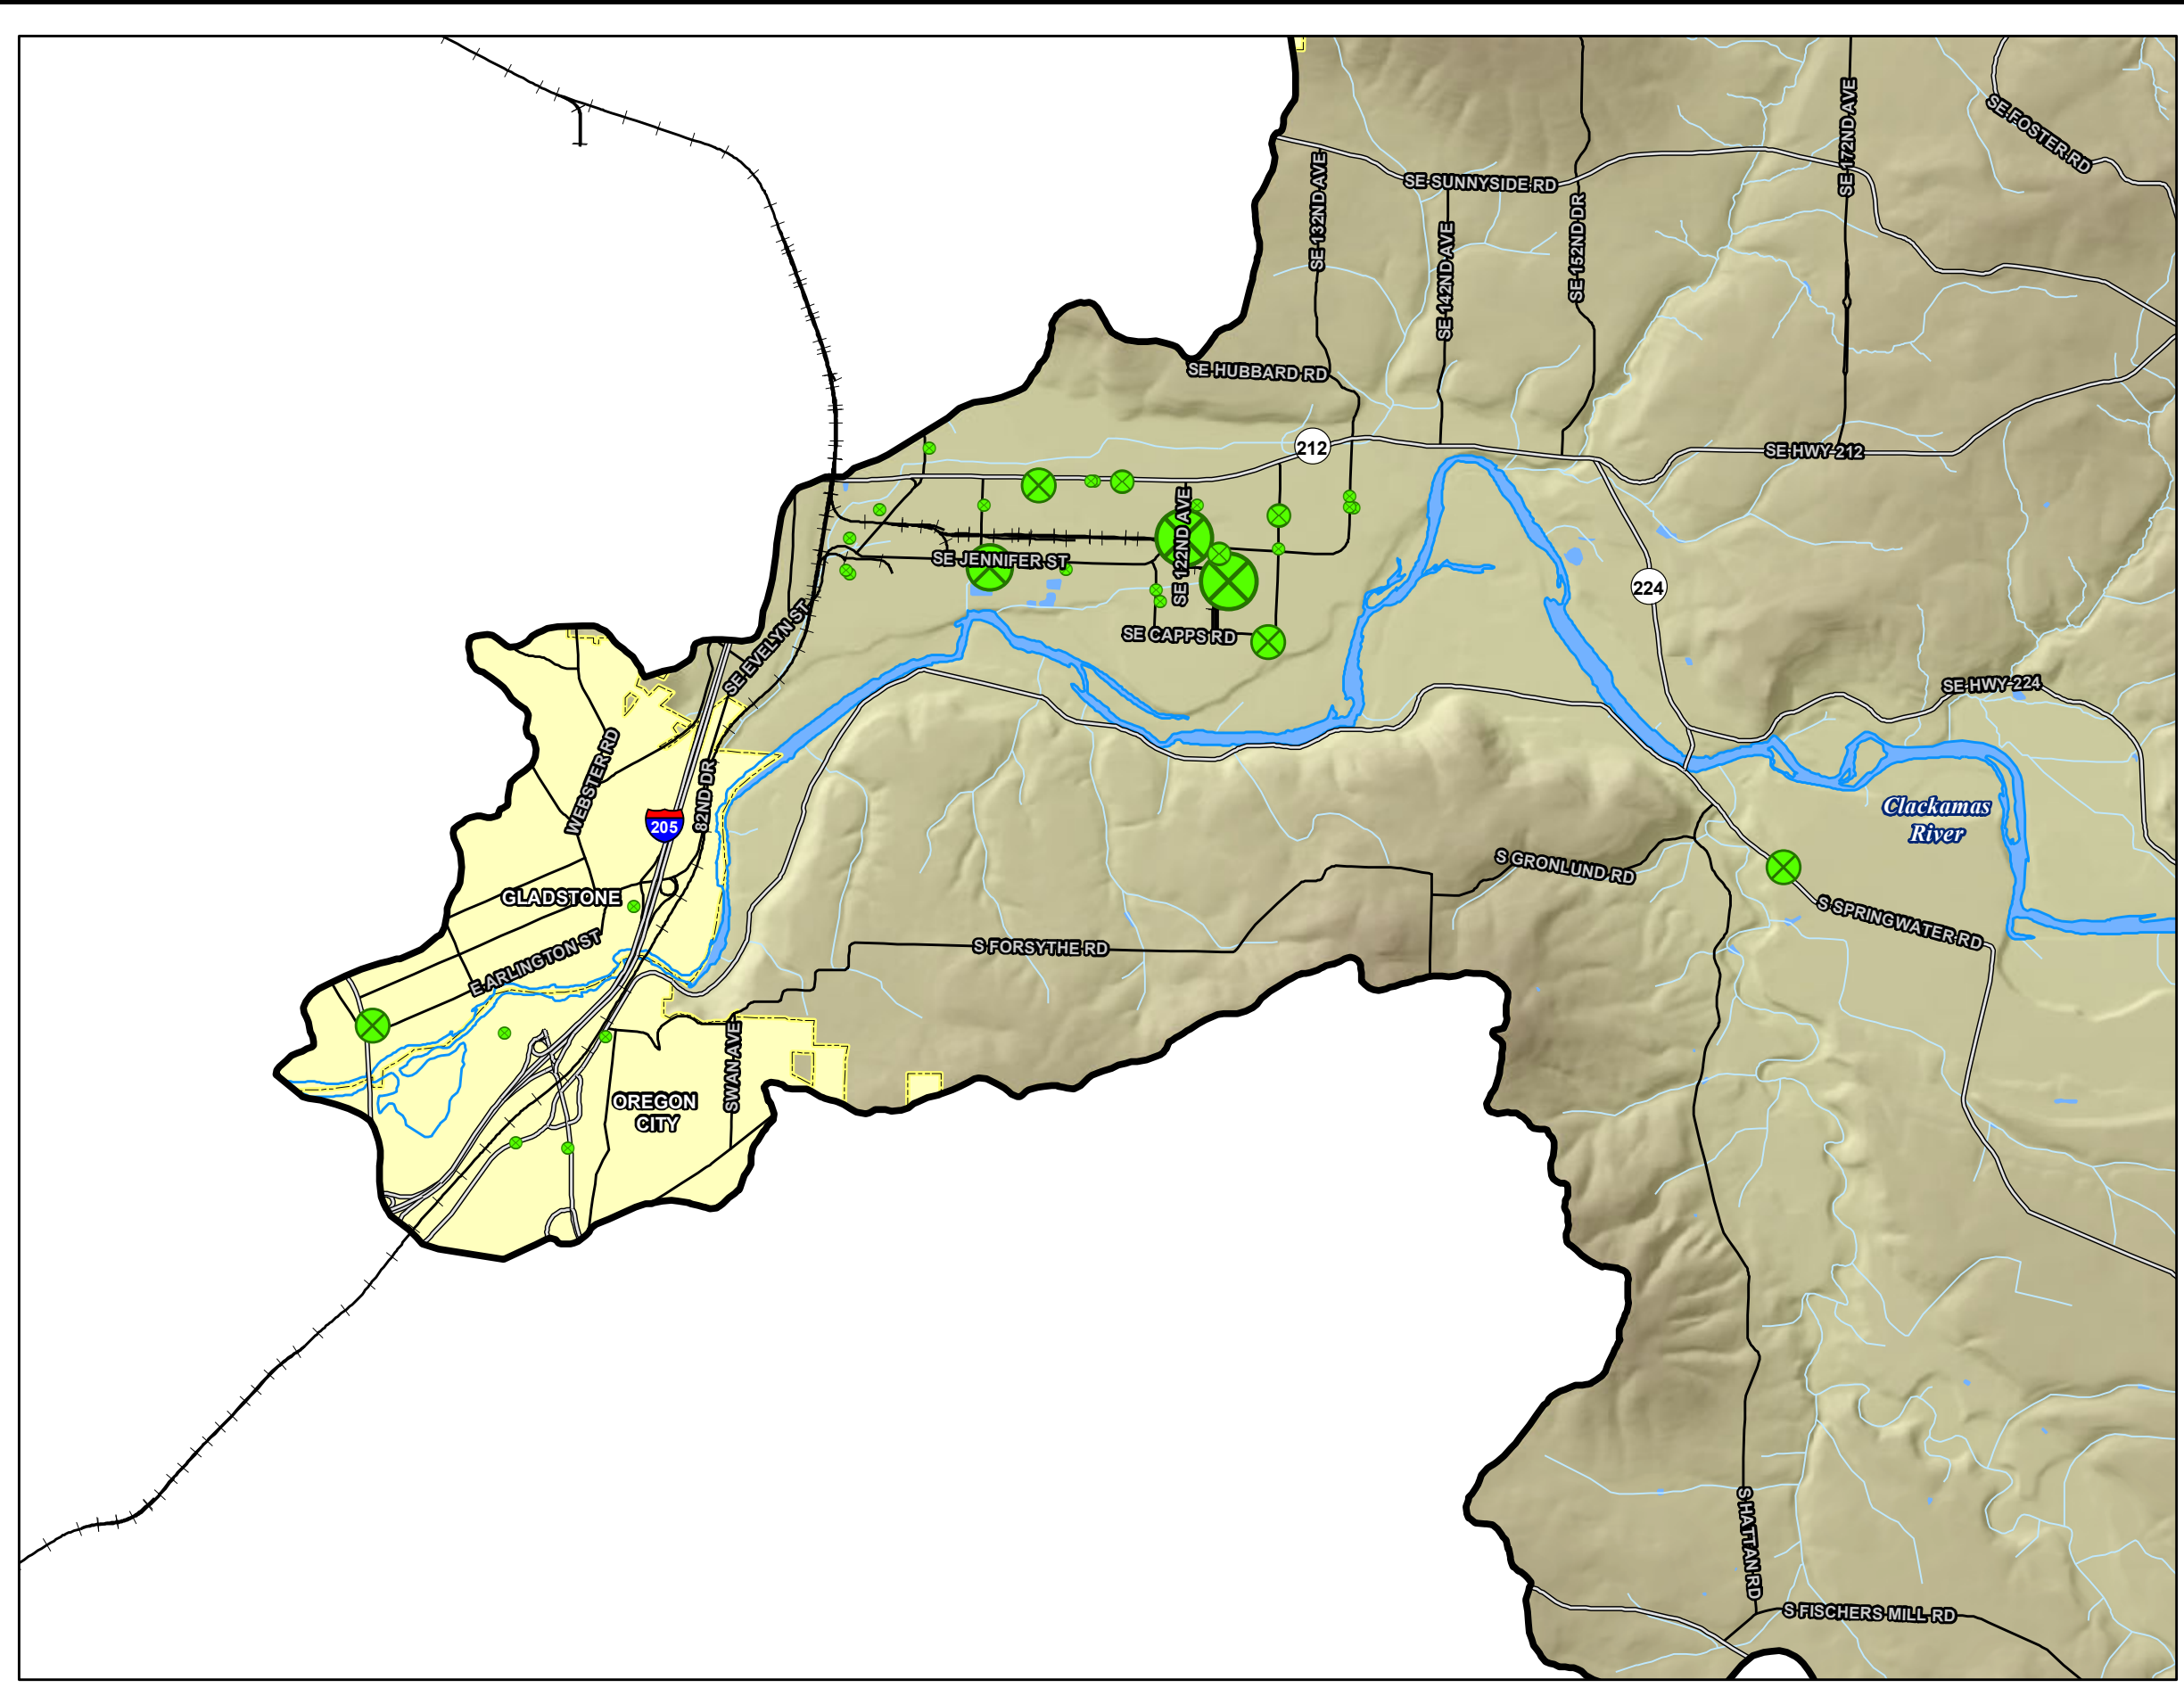 SE 172ND AVE
SE FOSTER RD
SE 132ND AVE
SE SUNNYSIDE RD
SE 142ND AVE
SE 152ND DR
SE HUBBARD RD
212
SE HWY 212
SE 122ND AVE
SE JENNIFER ST
224
SE EVELYN ST
SE CAPPS RD
SE HWY 224
WEBSTER RD
82ND DR
205
Clackamas
River
S GRONLUND RD
GLADSTONE
S SPRINGWATER RD
E ARLINGTON ST
S FORSYTHE RD
SWAN AVE
OREGON
CITY
S HATTAN RD
S FISCHERS MILL RD